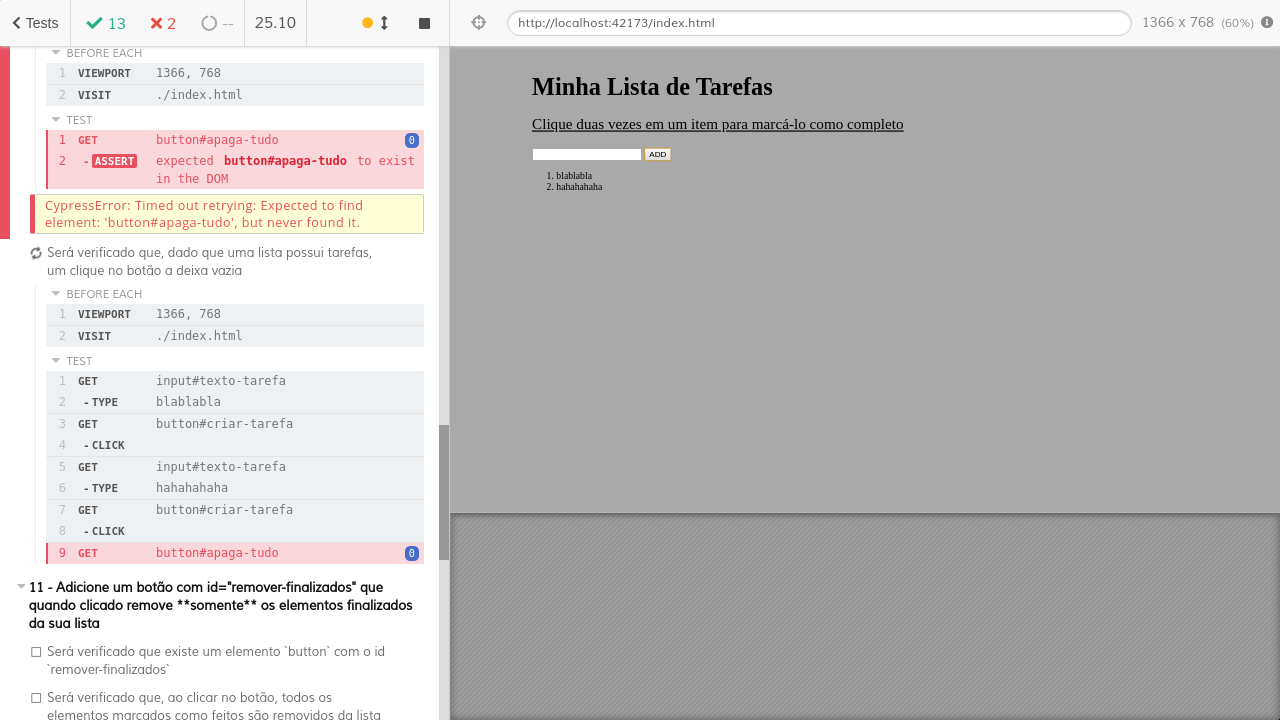 Tests 13 2 -- 25.10
BEFORE EACH
1 VIEWPORT 1366, 768
2 VISIT ./index.html
TEST
1 GET button#apaga-tudo 0
2 -ASSERT expected button#apaga-tudo to exist
in the DOM
CypressError: Timed out retrying: Expected to find
element: 'button#apaga-tudo', but never found it.
Será verificado que, dado que uma lista possui tarefas,
um clique no botão a deixa vazia
BEFORE EACH
1 VIEWPORT 1366, 768
2 VISIT ./index.html
TEST
1 GET input#texto-tarefa
2 -TYPE blablabla
3 GET button#criar-tarefa
4 -CLICK
5 GET input#texto-tarefa
6 -TYPE hahahahaha
7 GET button#criar-tarefa
8 -CLICK
9 GET button#apaga-tudo 0
11 - Adicione um botão com id="remover-finalizados" que
quando clicado remove **somente** os elementos finalizados
da sua lista
Será verificado que existe um elemento `button` com o id
`remover-finalizados`
Será verificado que, ao clicar no botão, todos os
elementos marcados como feitos são removidos da lista
http://localhost:42173/index.html 1366 x 768 (60%)
Minha Lista de Tarefas
Clique duas vezes em um item para marcá-lo como completo
ADD
1. blablabla
2. hahahahaha